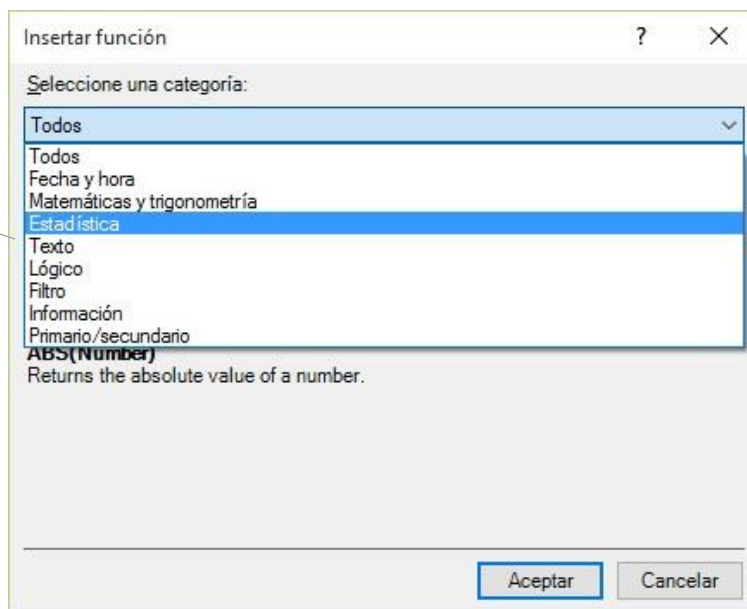 Insertar función ?
Seleccione una categoría:
Todos
Todos
Fecha y hora
Matemáticas y trigonometría
Estadística
Texto
Lógico
Filtro
Información
Primario/secundario
ABS(Number)
Returns the absolute value of a number.
Aceptar Cancelar